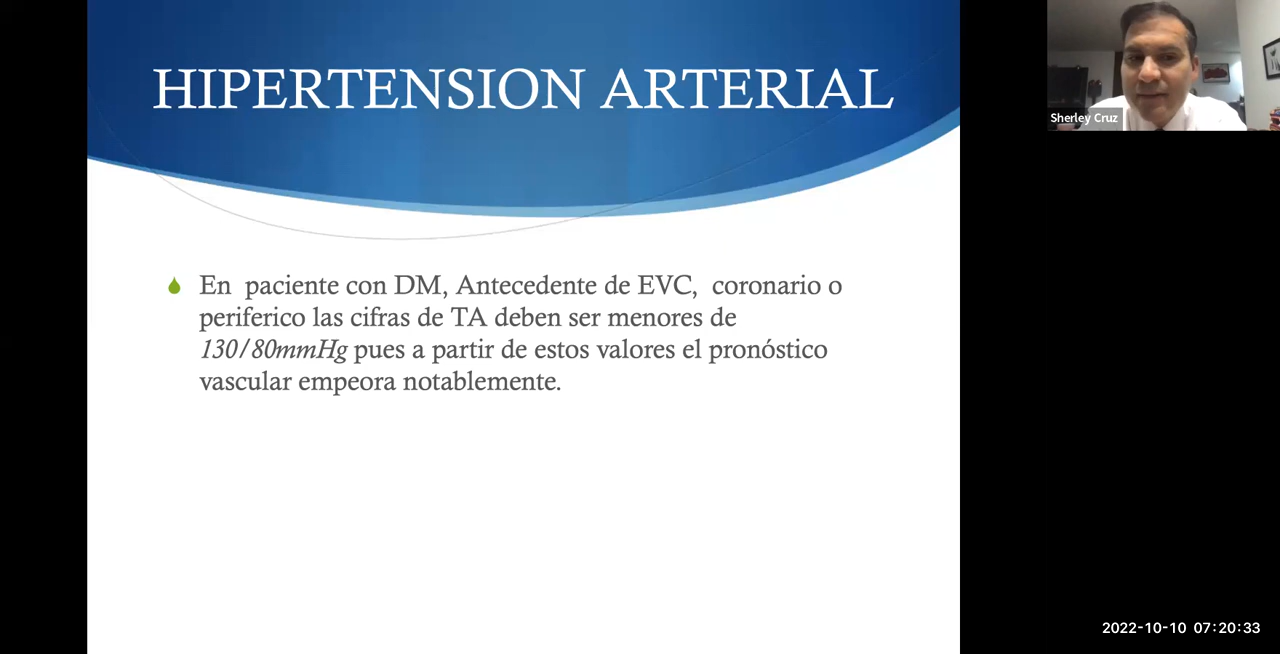 HIPERTENSION ARTERIAL
En paciente con DM, Antecedente de EVC, coronario o
periferico las cifras de TA deben ser menores de
130/80mmHg pues a partir de estos valores el pronóstico
vascular empeora notablemente.
Sherley Cruz
2022-10-10 07:20:33